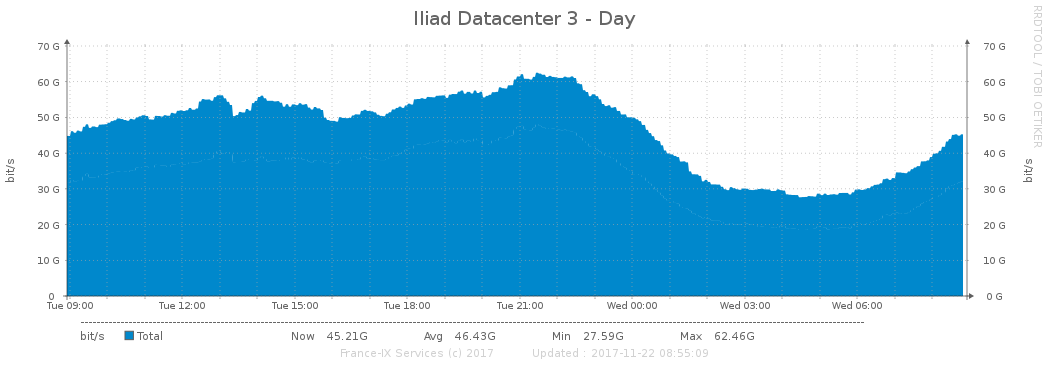 Iliad Datacenter 3 - Day
RRDTOOL / TOBI OETIKER
bit/s
70 G 70 G
60 G 60 G
50 G 50 G
40 G 40 G
30 G 30 G
20 G 20 G
10 G 10 G
0 0 G
bit/s
Tue 09:00 Tue 12:00 Tue 15:00 Tue 18:00 Tue 21:00 Wed 00:00 Wed 03:00 Wed 06:00
bit/s Total Now 45.21G Avg 46.43G Min 27.59G Max 62.46G
France-IX Services (c) 2017 Updated : 2017-11-22 08:55:09